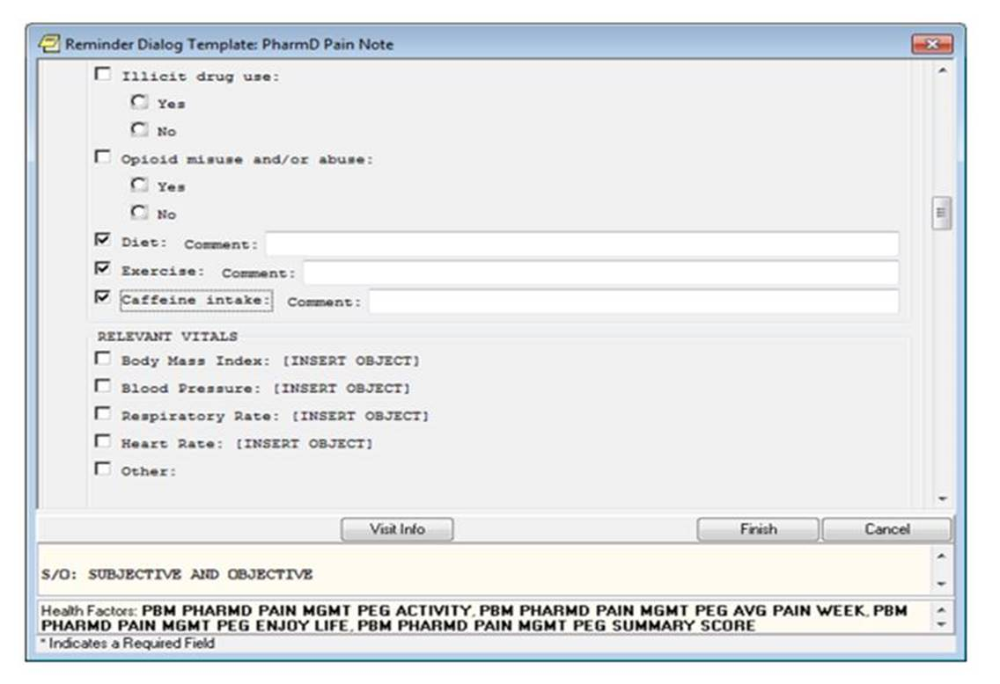 Reminder Dialog Template: PharmD Pain Note
Illicit drug use:
Yes
No
Opioid misuse and/or abuse:
Yes
No
Diet: Comment:
Exercise: Comment:
Caffeine intake: Comment:
RELEVANT VITALS
Body Mass Index: [INSERT OBJECT]
Blood Pressure: [INSERT OBJECT]
Respiratory Rate: [INSERT OBJECT]
Heart Rate: [INSERT OBJECT]
Other:
Visit Info Finish Cancel
S/O: SUBJECTIVE AND OBJECTIVE
Health Factors: PBM PHARMD PAIN MGMT PEG ACTIVITY, PBM PHARMD PAIN MGMT PEG AVG PAIN WEEK, PBM
PHARMD PAIN MGMT PEG ENJOY LIFE, PBM PHARMD PAIN MGMT PEG SUMMARY SCORE
* Indicates a Required Field